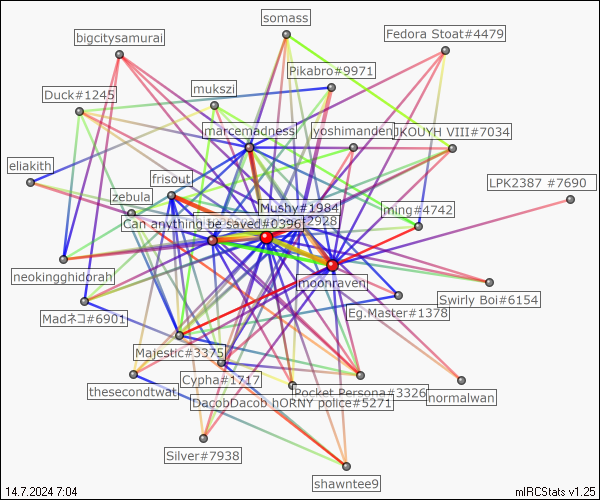 somass
bigcitysamurai
Fedora Stoat#4479
Pikabro#9971
mukszi
Duck#1245
marcemadness
yoshimanden
JKOUYH VIII#7034
eliakith
frisout
LPK2387 #7690
zebula
Mushy#1984
ming#4742
Can anything be saved#0396
2928
neokingghidorah
moonraven
Swirly Boi#6154
Madネコ#6901
Eg.Master#1378
Majestic#3375
Cypha#1717
thesecondtwat
Pocket Persona#3326
normalwan
DacobDacob hORNY police#5271
Silver#7938
shawntee9
14.7.2024 7:04
mIRCStats v1.25